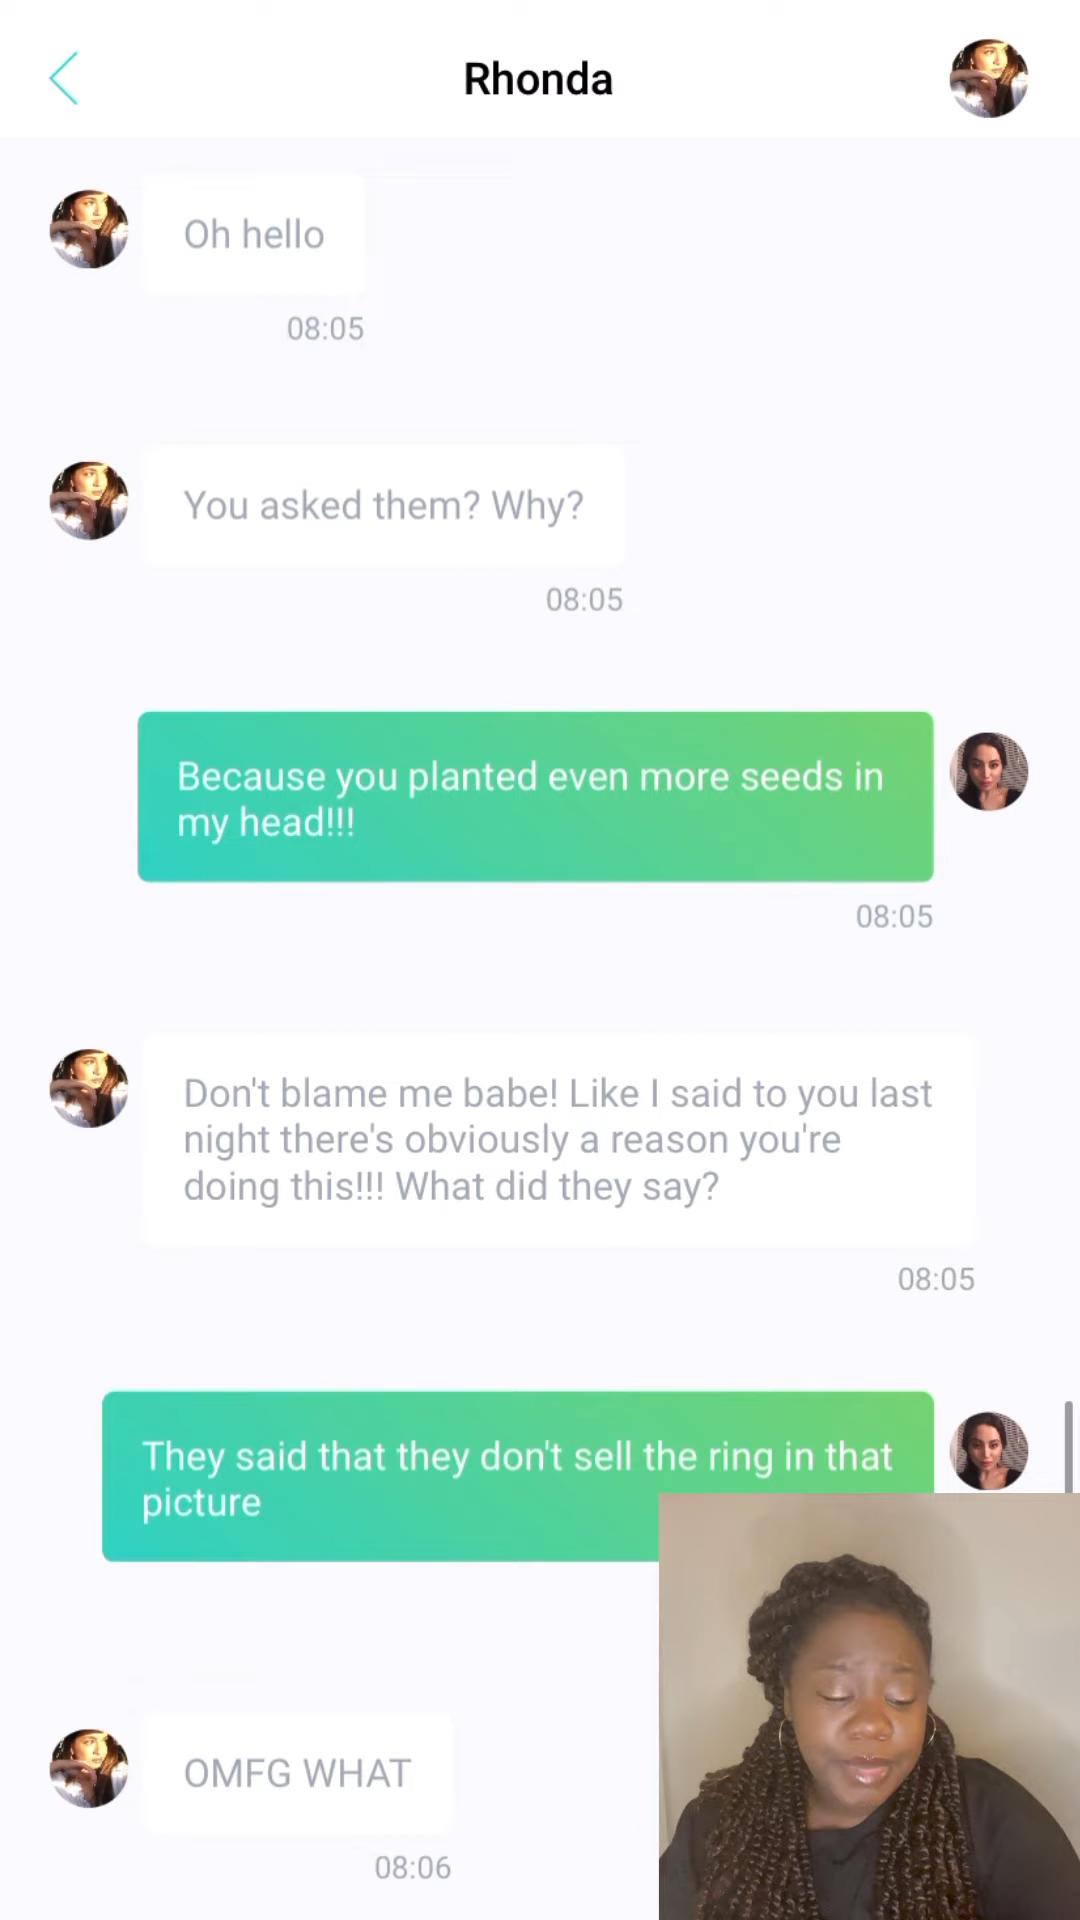 Rhonda
Oh hello
08:05
You asked them? Why?
08:05
Because you planted even more seeds in
my head!!!
08:05
Don't blame me babe! Like I said to you last
night there's obviously a reason you're
doing this!!! What did they say?
08:05
They said that they don't sell the ring in that
picture
OMFG WHAT
08:06